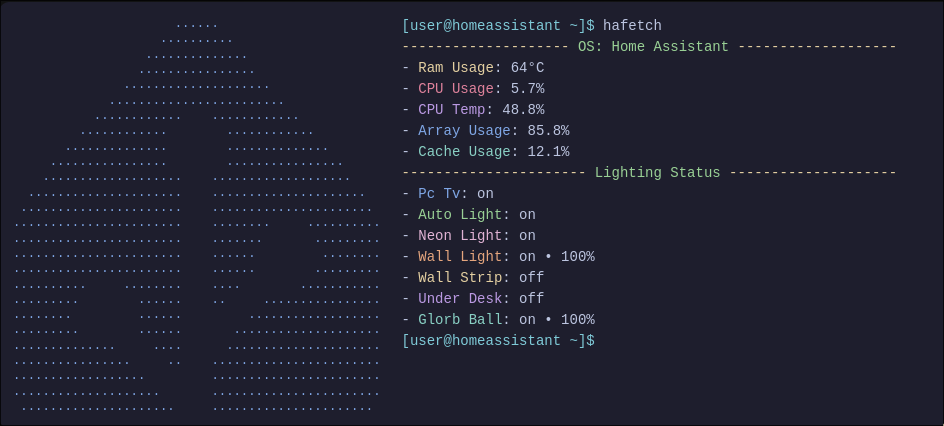 [user@homeassistant ~]$ hafetch
-------------------- OS: Home Assistant -------------------
- Ram Usage: 64°C
- CPU Usage: 5.7%
- CPU Temp: 48.8%
- Array Usage: 85.8%
- Cache Usage: 12.1%
---------------------- Lighting Status --------------------
- Pc Tv: on
- Auto Light: on
- Neon Light: on
- Wall Light: on • 100%
- Wall Strip: off
- Under Desk: off
- Glorb Ball: on • 100%
[user@homeassistant ~]$